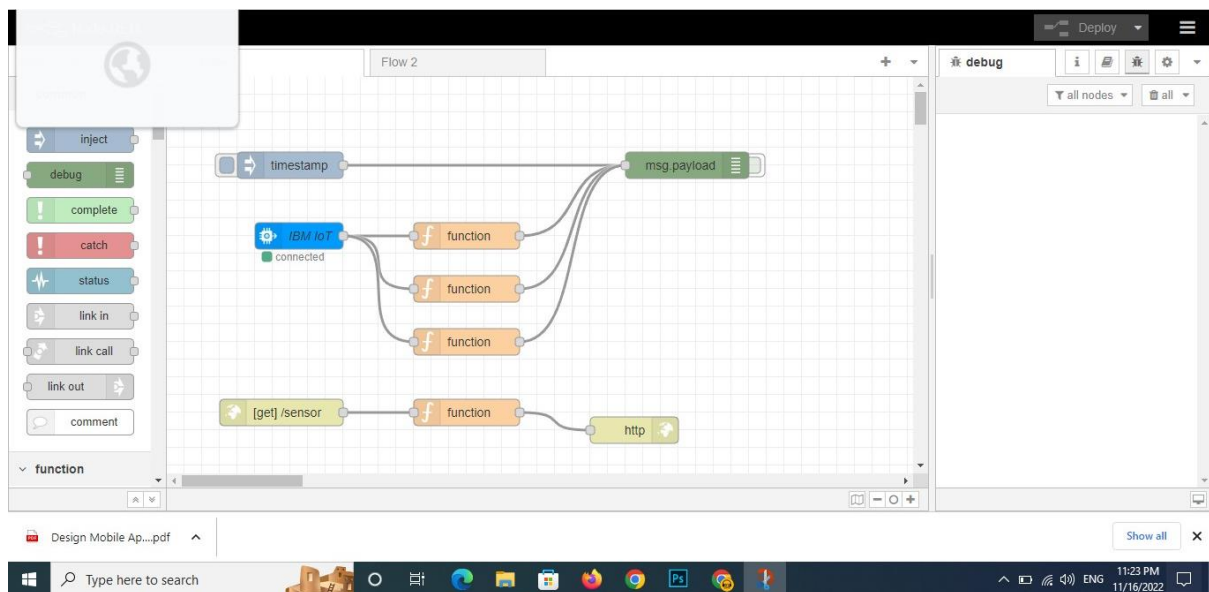 Deploy
Flow 2
debug
i
all nodes
all
inject
debug
complete
catch
status
link in
link call
link out
comment
function
timestamp
msg.payload
IBM IoT
connected
function
function
function
[get] /sensor
function
http
Design Mobile Ap....pdf
Show all
Type here to search
Ps
ENG
11:23 PM
11/16/2022